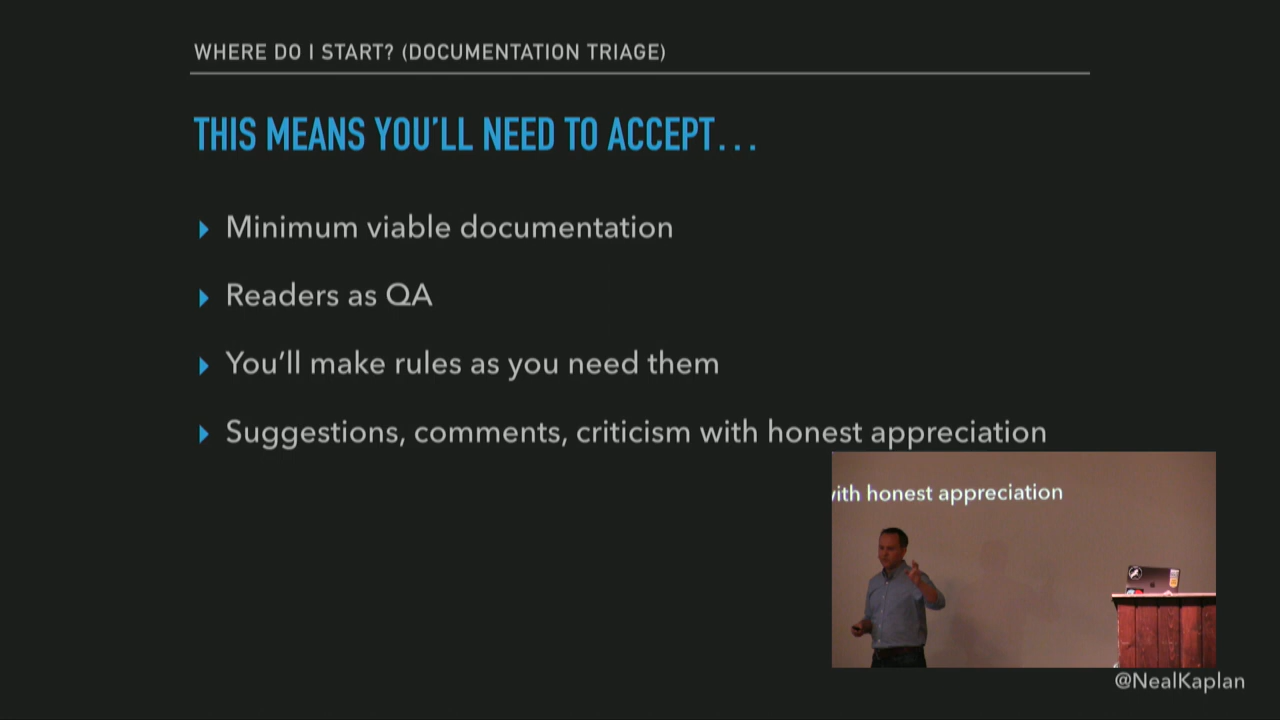 WHERE DO I START? (DOCUMENTATION TRIAGE)
THIS MEANS YOU'LL NEED TO ACCEPT...
Minimum viable documentation
Readers as QA
You'll make rules as you need them
Suggestions, comments, criticism with honest appreciation
with honest appreciation
@NealKaplan